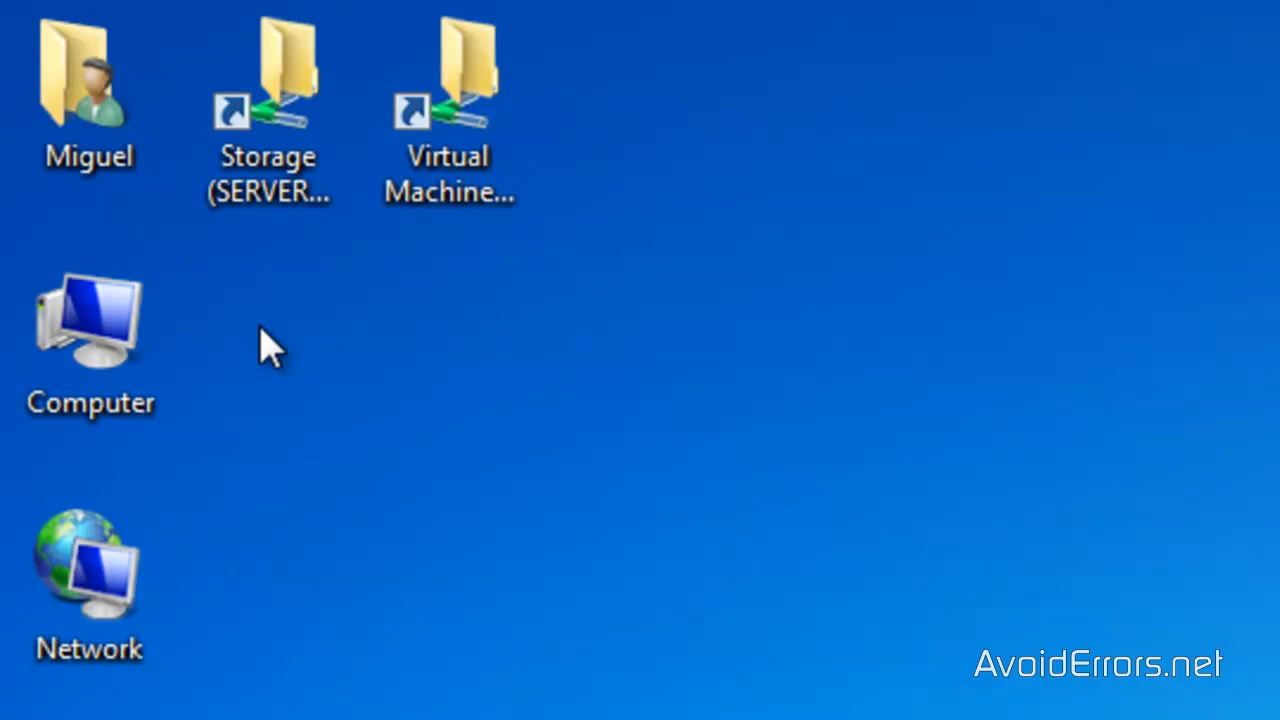 Miguel
Storage
(SERVER...
Virtual
Machine...
Computer
Network
AvoidErrors.net